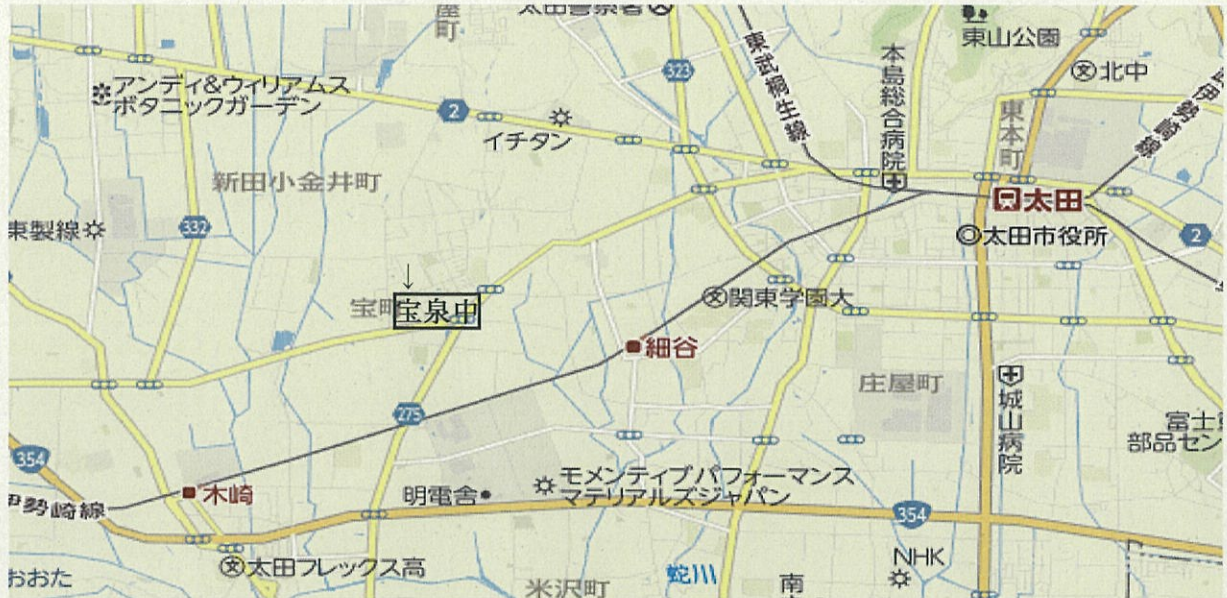 太田警察署
屋町
東山公園
323
東武桐生線
本島総合病院
北中
アンディ&ウィリアムス
ボタニックガーデン
2
イチタン
東本町
伊勢崎線
新田小金井町
太田
332
東製線
太田市役所
2
↓
宝町
宝泉中
関東学園大
細谷
庄屋町
城山病院
275
富士
部品セン
354
木崎
モメンティブパフォーマンス
マテリアルズジャパン
明電舎
伊勢崎線
354
太田フレックス高
NHK
おおた
米沢町
蛇川
南